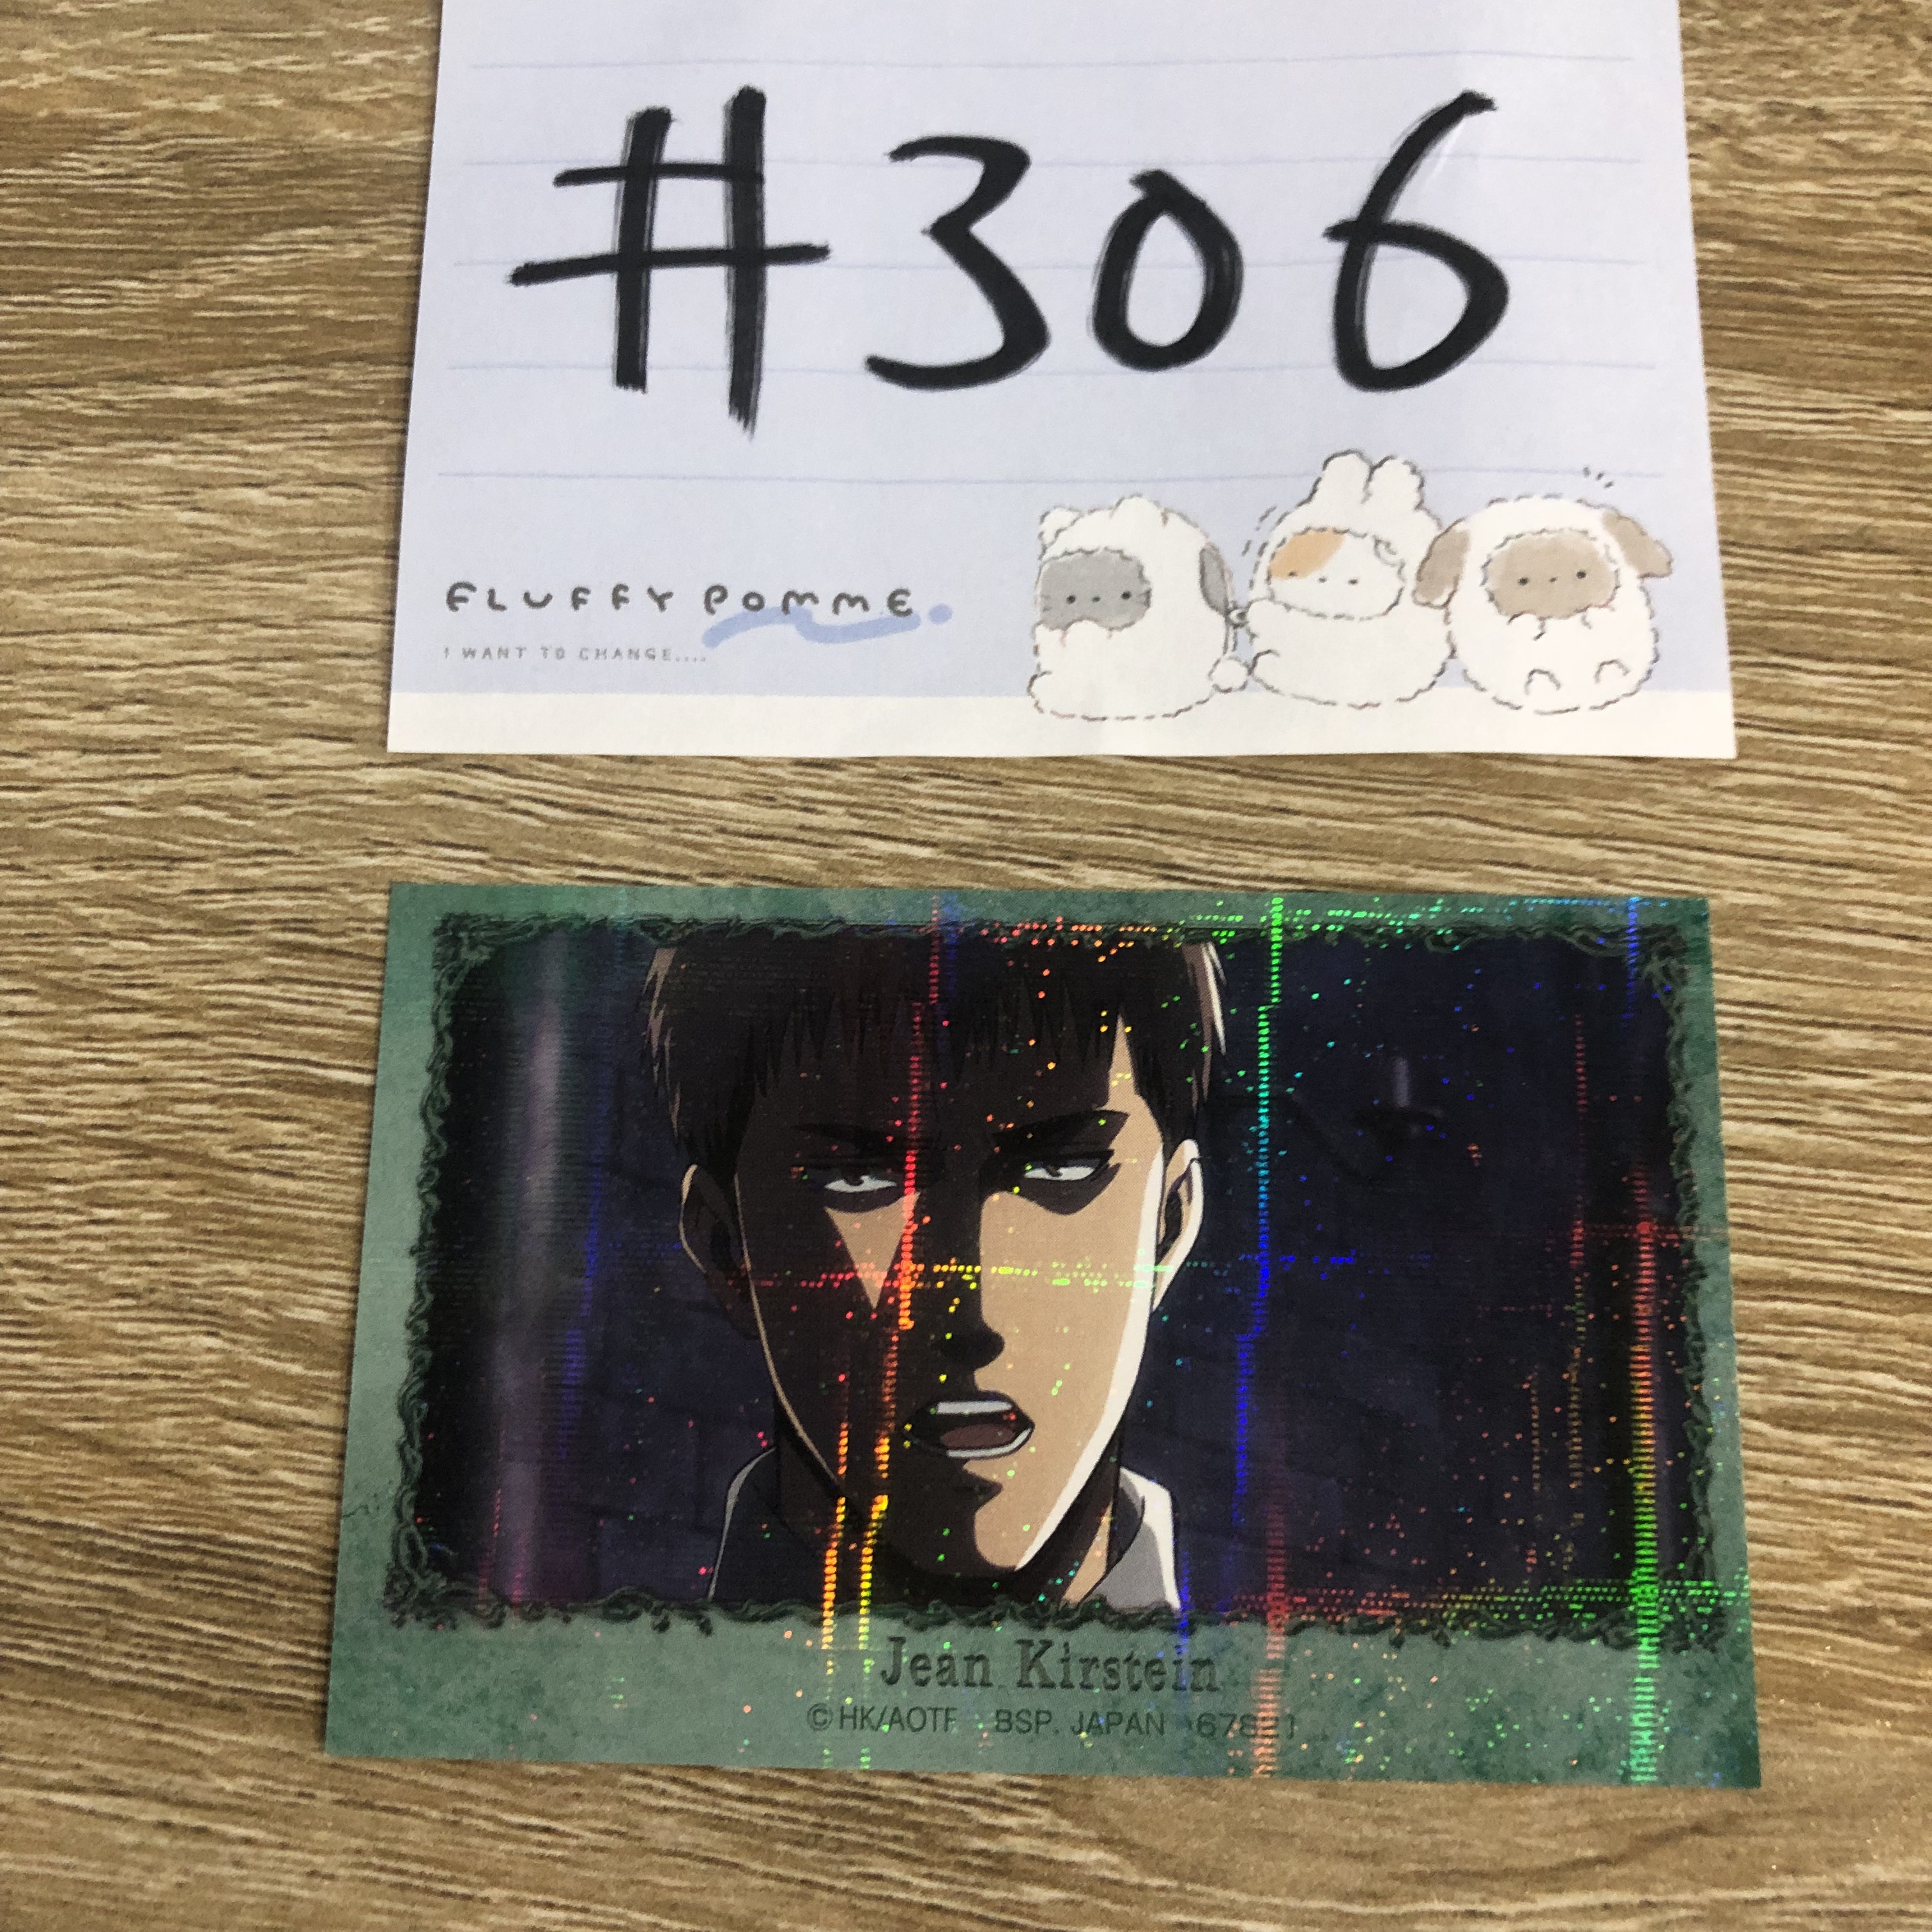 #306
FLUFFY POMME
I WANT TO CHANGE....
Jean Kirstein
©HK/AOTF BSP. JAPAN